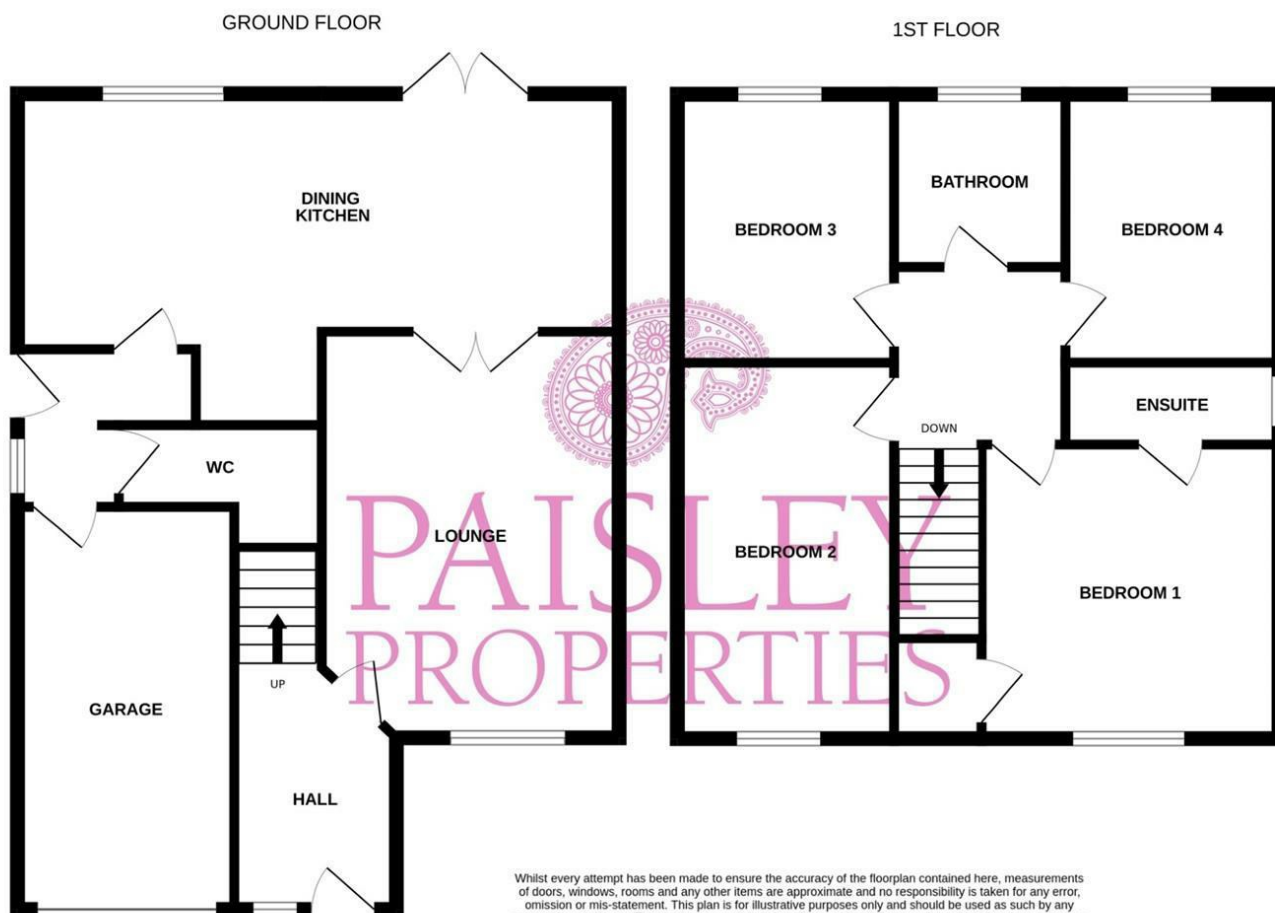 GROUND FLOOR
1ST FLOOR
DINING
KITCHEN
BATHROOM
BEDROOM 3
BEDROOM 4
ENSUITE
DOWN
WC
LOUNGE
BEDROOM 2
BEDROOM 1
PAISLEY
PROPERTIES
UP
GARAGE
HALL
Whilst every attempt has been made to ensure the accuracy of the floorplan contained here, measurements
of doors, windows, rooms and any other items are approximate and no responsibility is taken for any error,
omission or mis-statement. This plan is for illustrative purposes only and should be used as such by any